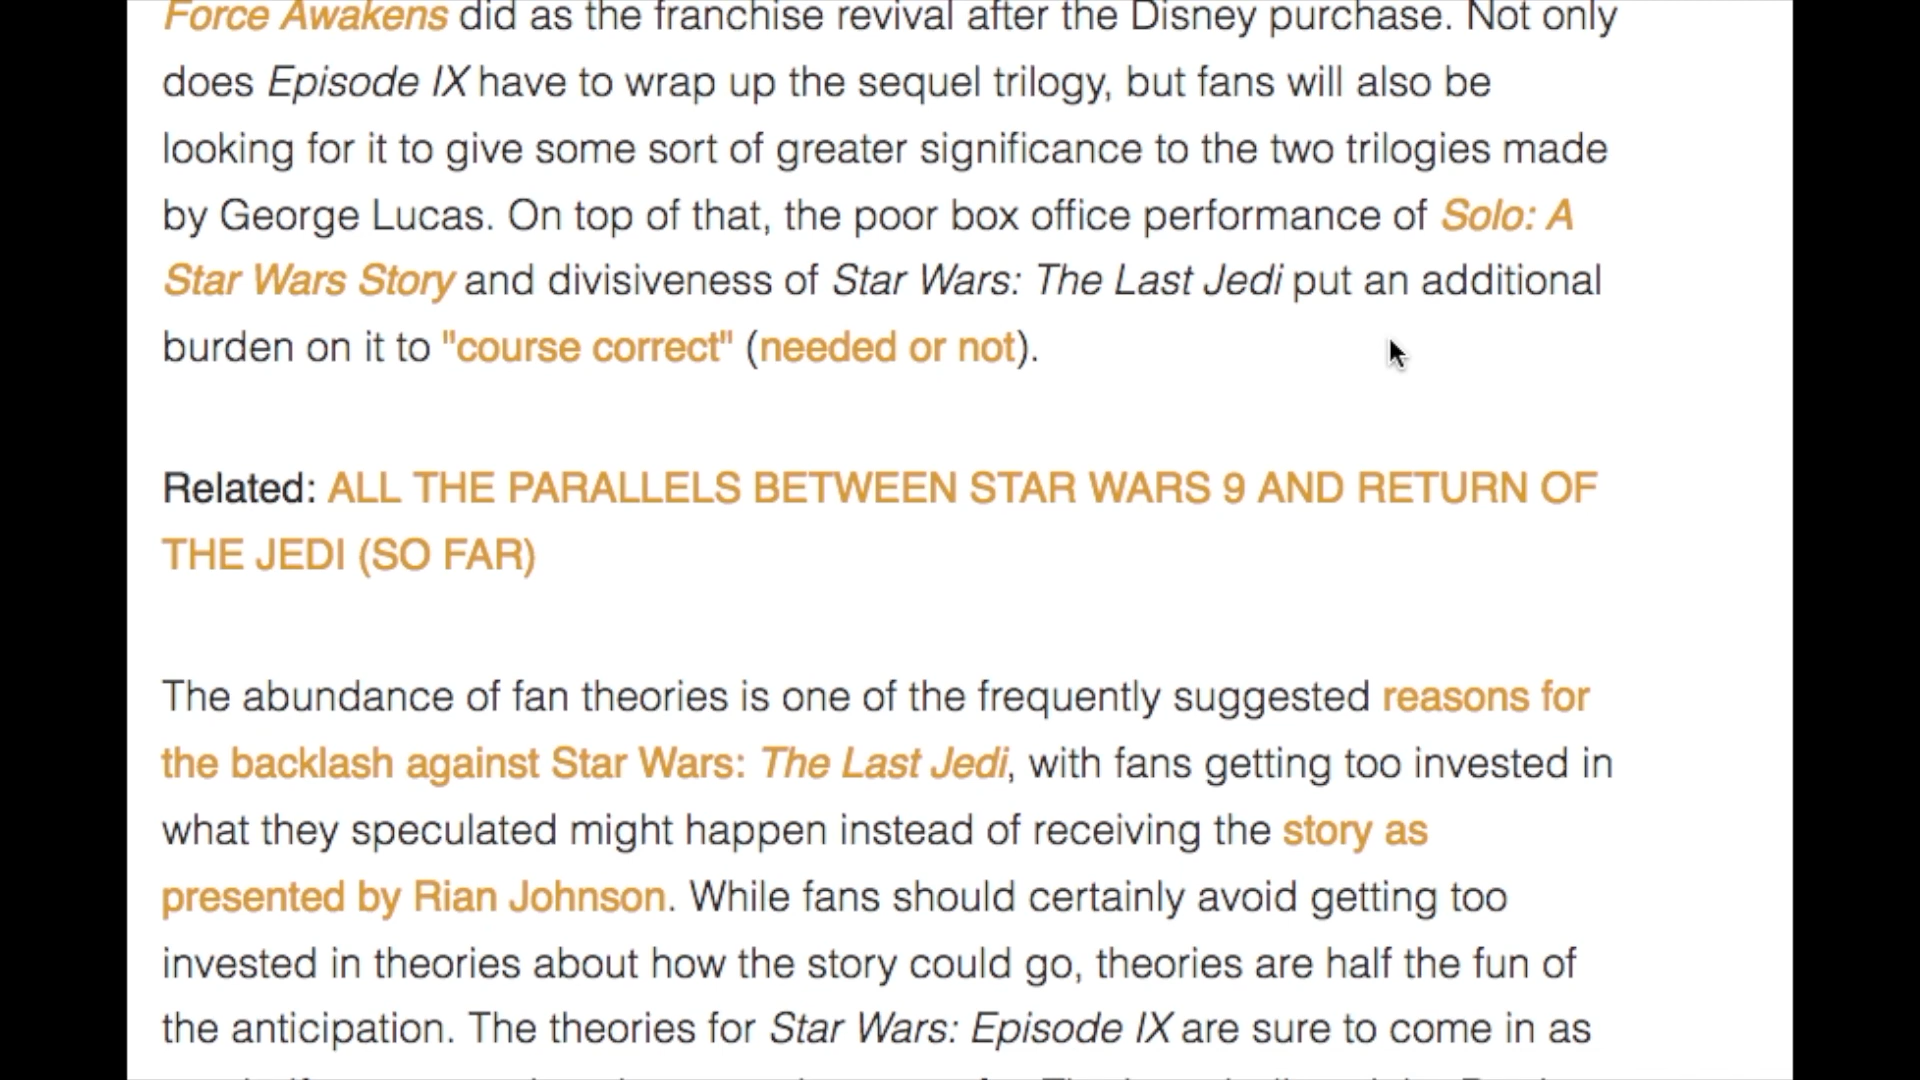 Force Awakens did as the franchise revival after the Disney purchase. Not only
does Episode IX have to wrap up the sequel trilogy, but fans will also be
looking for it to give some sort of greater significance to the two trilogies made
by George Lucas. On top of that, the poor box office performance of Solo: A
Star Wars Story and divisiveness of Star Wars: The Last Jedi put an additional
burden on it to "course correct" (needed or not).
Related: ALL THE PARALLELS BETWEEN STAR WARS 9 AND RETURN OF
THE JEDI (SO FAR)
The abundance of fan theories is one of the frequently suggested reasons for
the backlash against Star Wars: The Last Jedi, with fans getting too invested in
what they speculated might happen instead of receiving the story as
presented by Rian Johnson. While fans should certainly avoid getting too
invested in theories about how the story could go, theories are half the fun of
the anticipation. The theories for Star Wars: Episode IX are sure to come in as